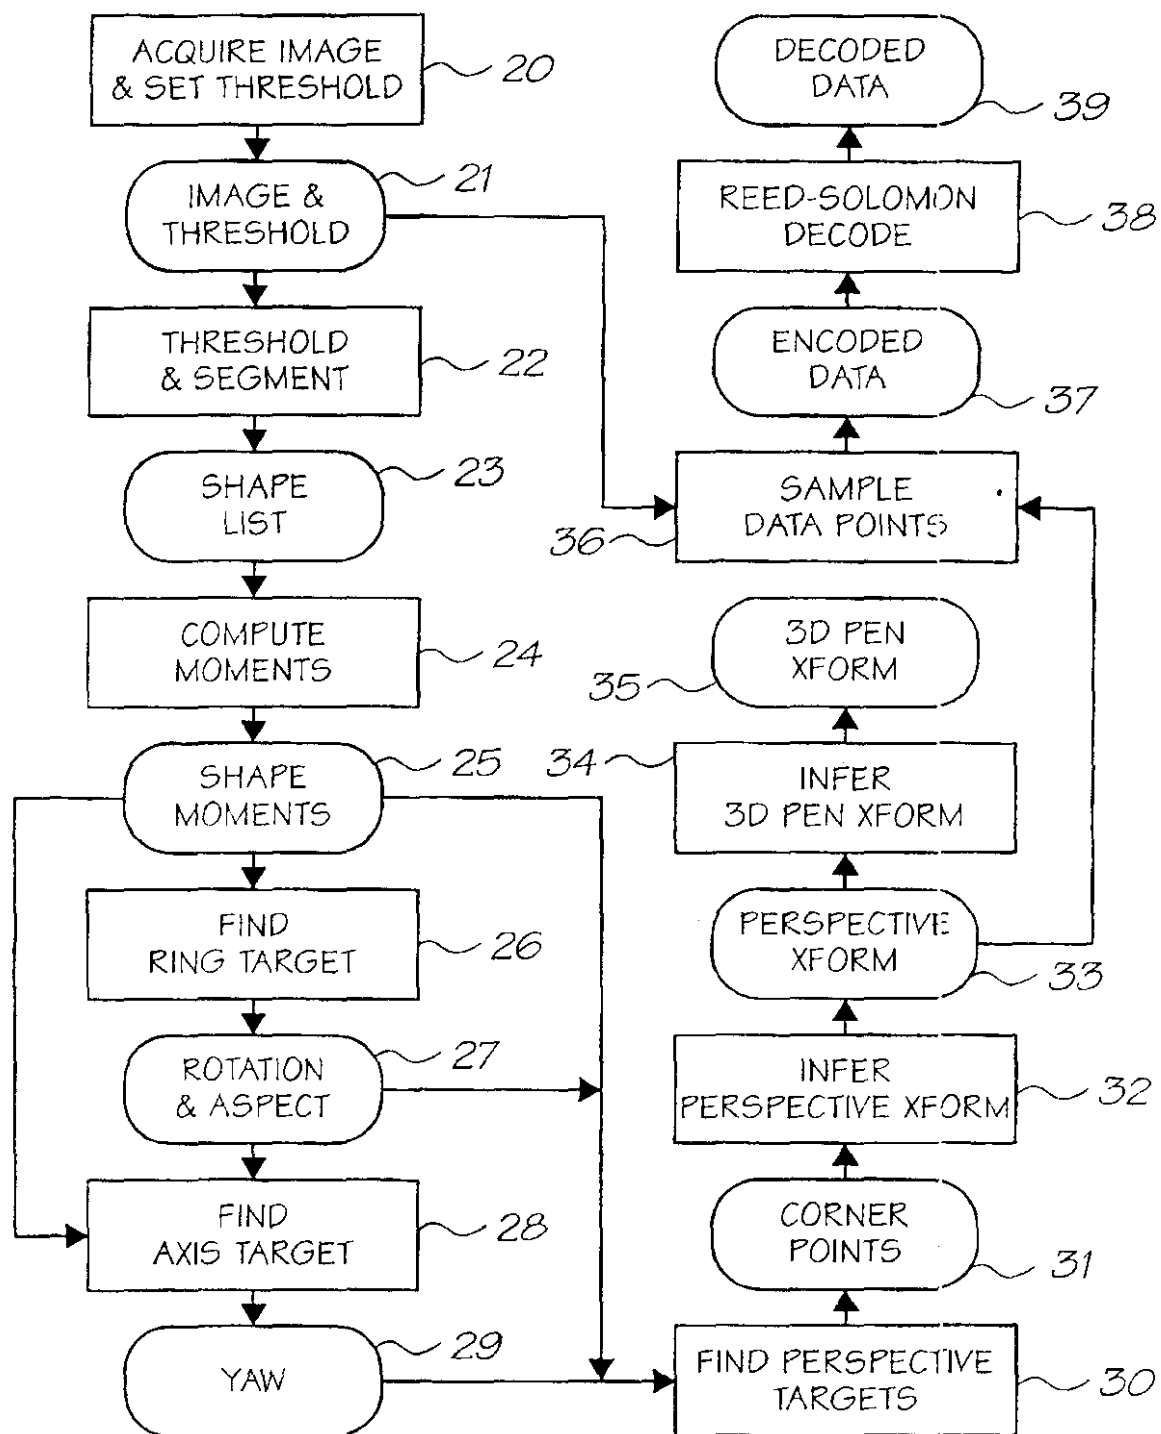 ACQUIRE IMAGE
& SET THRESHOLD
20
IMAGE &
THRESHOLD
21
THRESHOLD
& SEGMENT
22
SHAPE
LIST
23
COMPUTE
MOMENTS
24
SHAPE
MOMENTS
25
FIND
RING TARGET
26
ROTATION
& ASPECT
27
FIND
AXIS TARGET
28
YAW
29
DECODED
DATA
39
REED-SOLOMON
DECODE
38
ENCODED
DATA
37
SAMPLE
DATA POINTS
36
3D PEN
XFORM
35
34
INFER
3D PEN XFORM
PERSPECTIVE
XFORM
33
INFER
PERSPECTIVE XFORM
32
CORNER
POINTS
31
FIND PERSPECTIVE
TARGETS
30